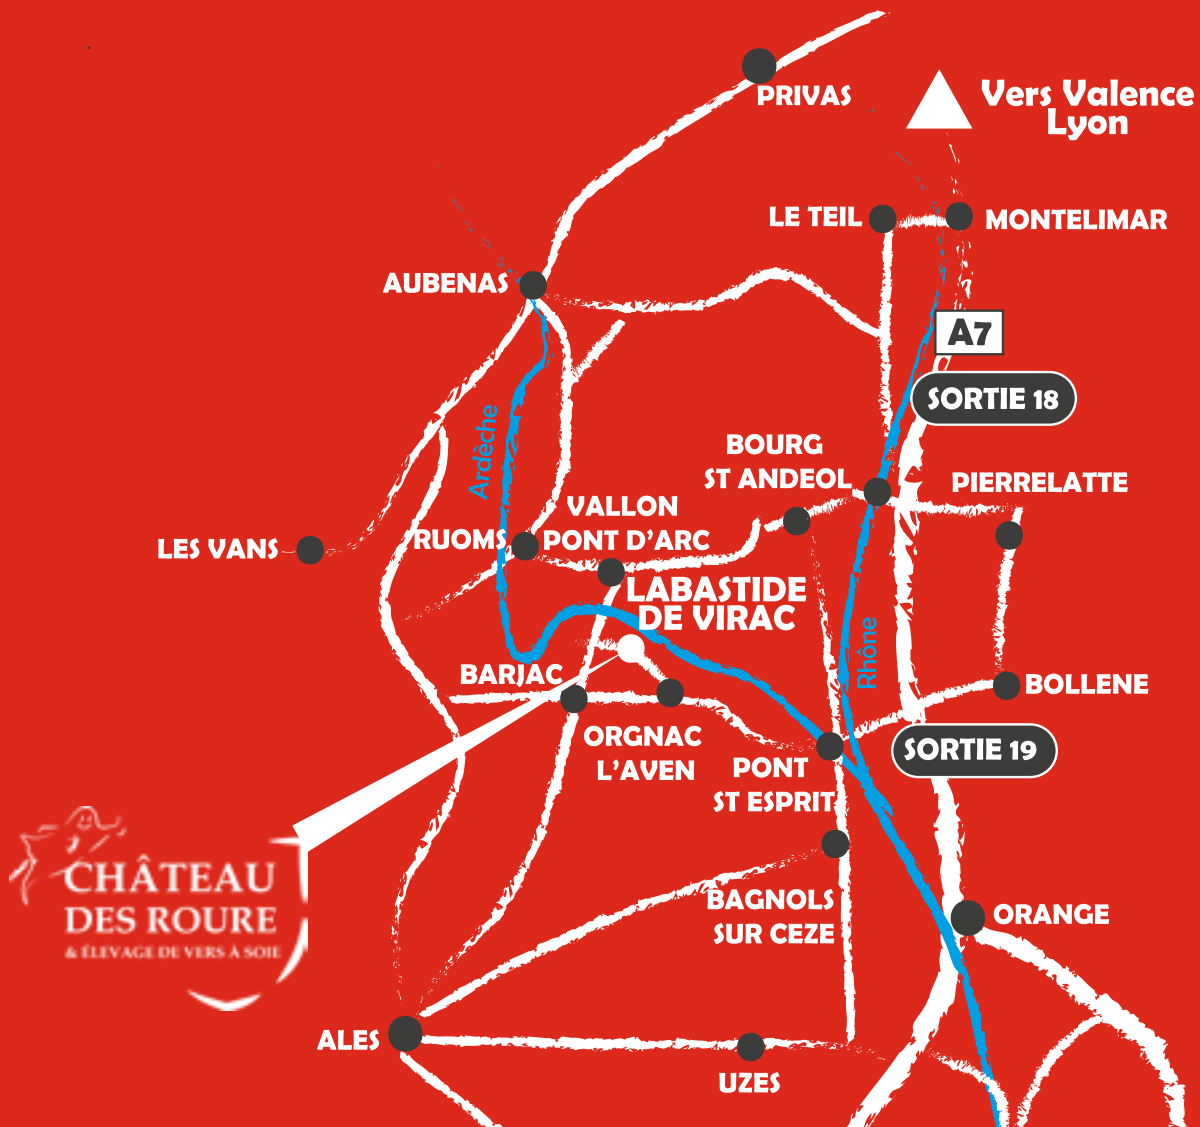 PRIVAS
Vers Valence
Lyon
LE TEIL
MONTELIMAR
AUBENAS
A7
SORTIE 18
Ardèche
BOURG
ST ANDEOL
PIERRELATTE
VALLON
PONT D'ARC
RUOMS
LES VANS
LABASTIDE
DE VIRAC
Rhône
BARJAC
BOLLENE
ORGNAC
L'AVEN
SORTIE 19
PONT
ST ESPRIT
CHÂTEAU
DES ROURE
& ÉLEVAGE DE VERS À SOIE
BAGNOLS
SUR CEZE
ORANGE
ALES
UZES